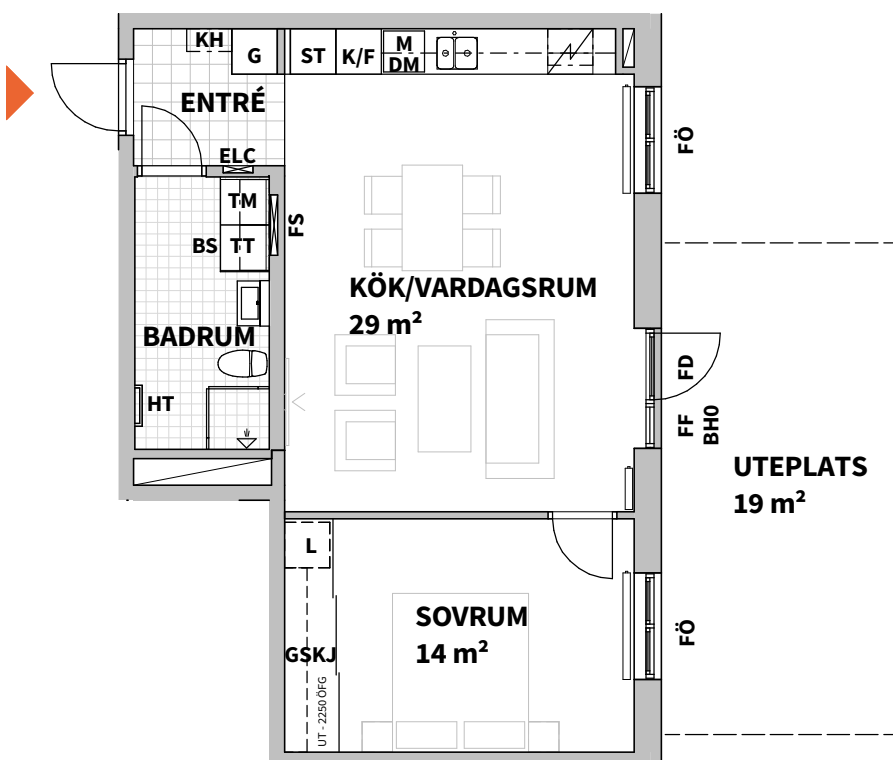 KH
G
ST
K/F
M
DM
ENTRÉ
ELC
FÖ
TM
BS
TT
FS
KÖK/VARDAGSRUM
29 m²
BADRUM
HT
FD
FF
BH0
UTEPLATS
19 m²
L
SOVRUM
14 m²
GSKJ
UT - 2250 ÖFG
FÖ